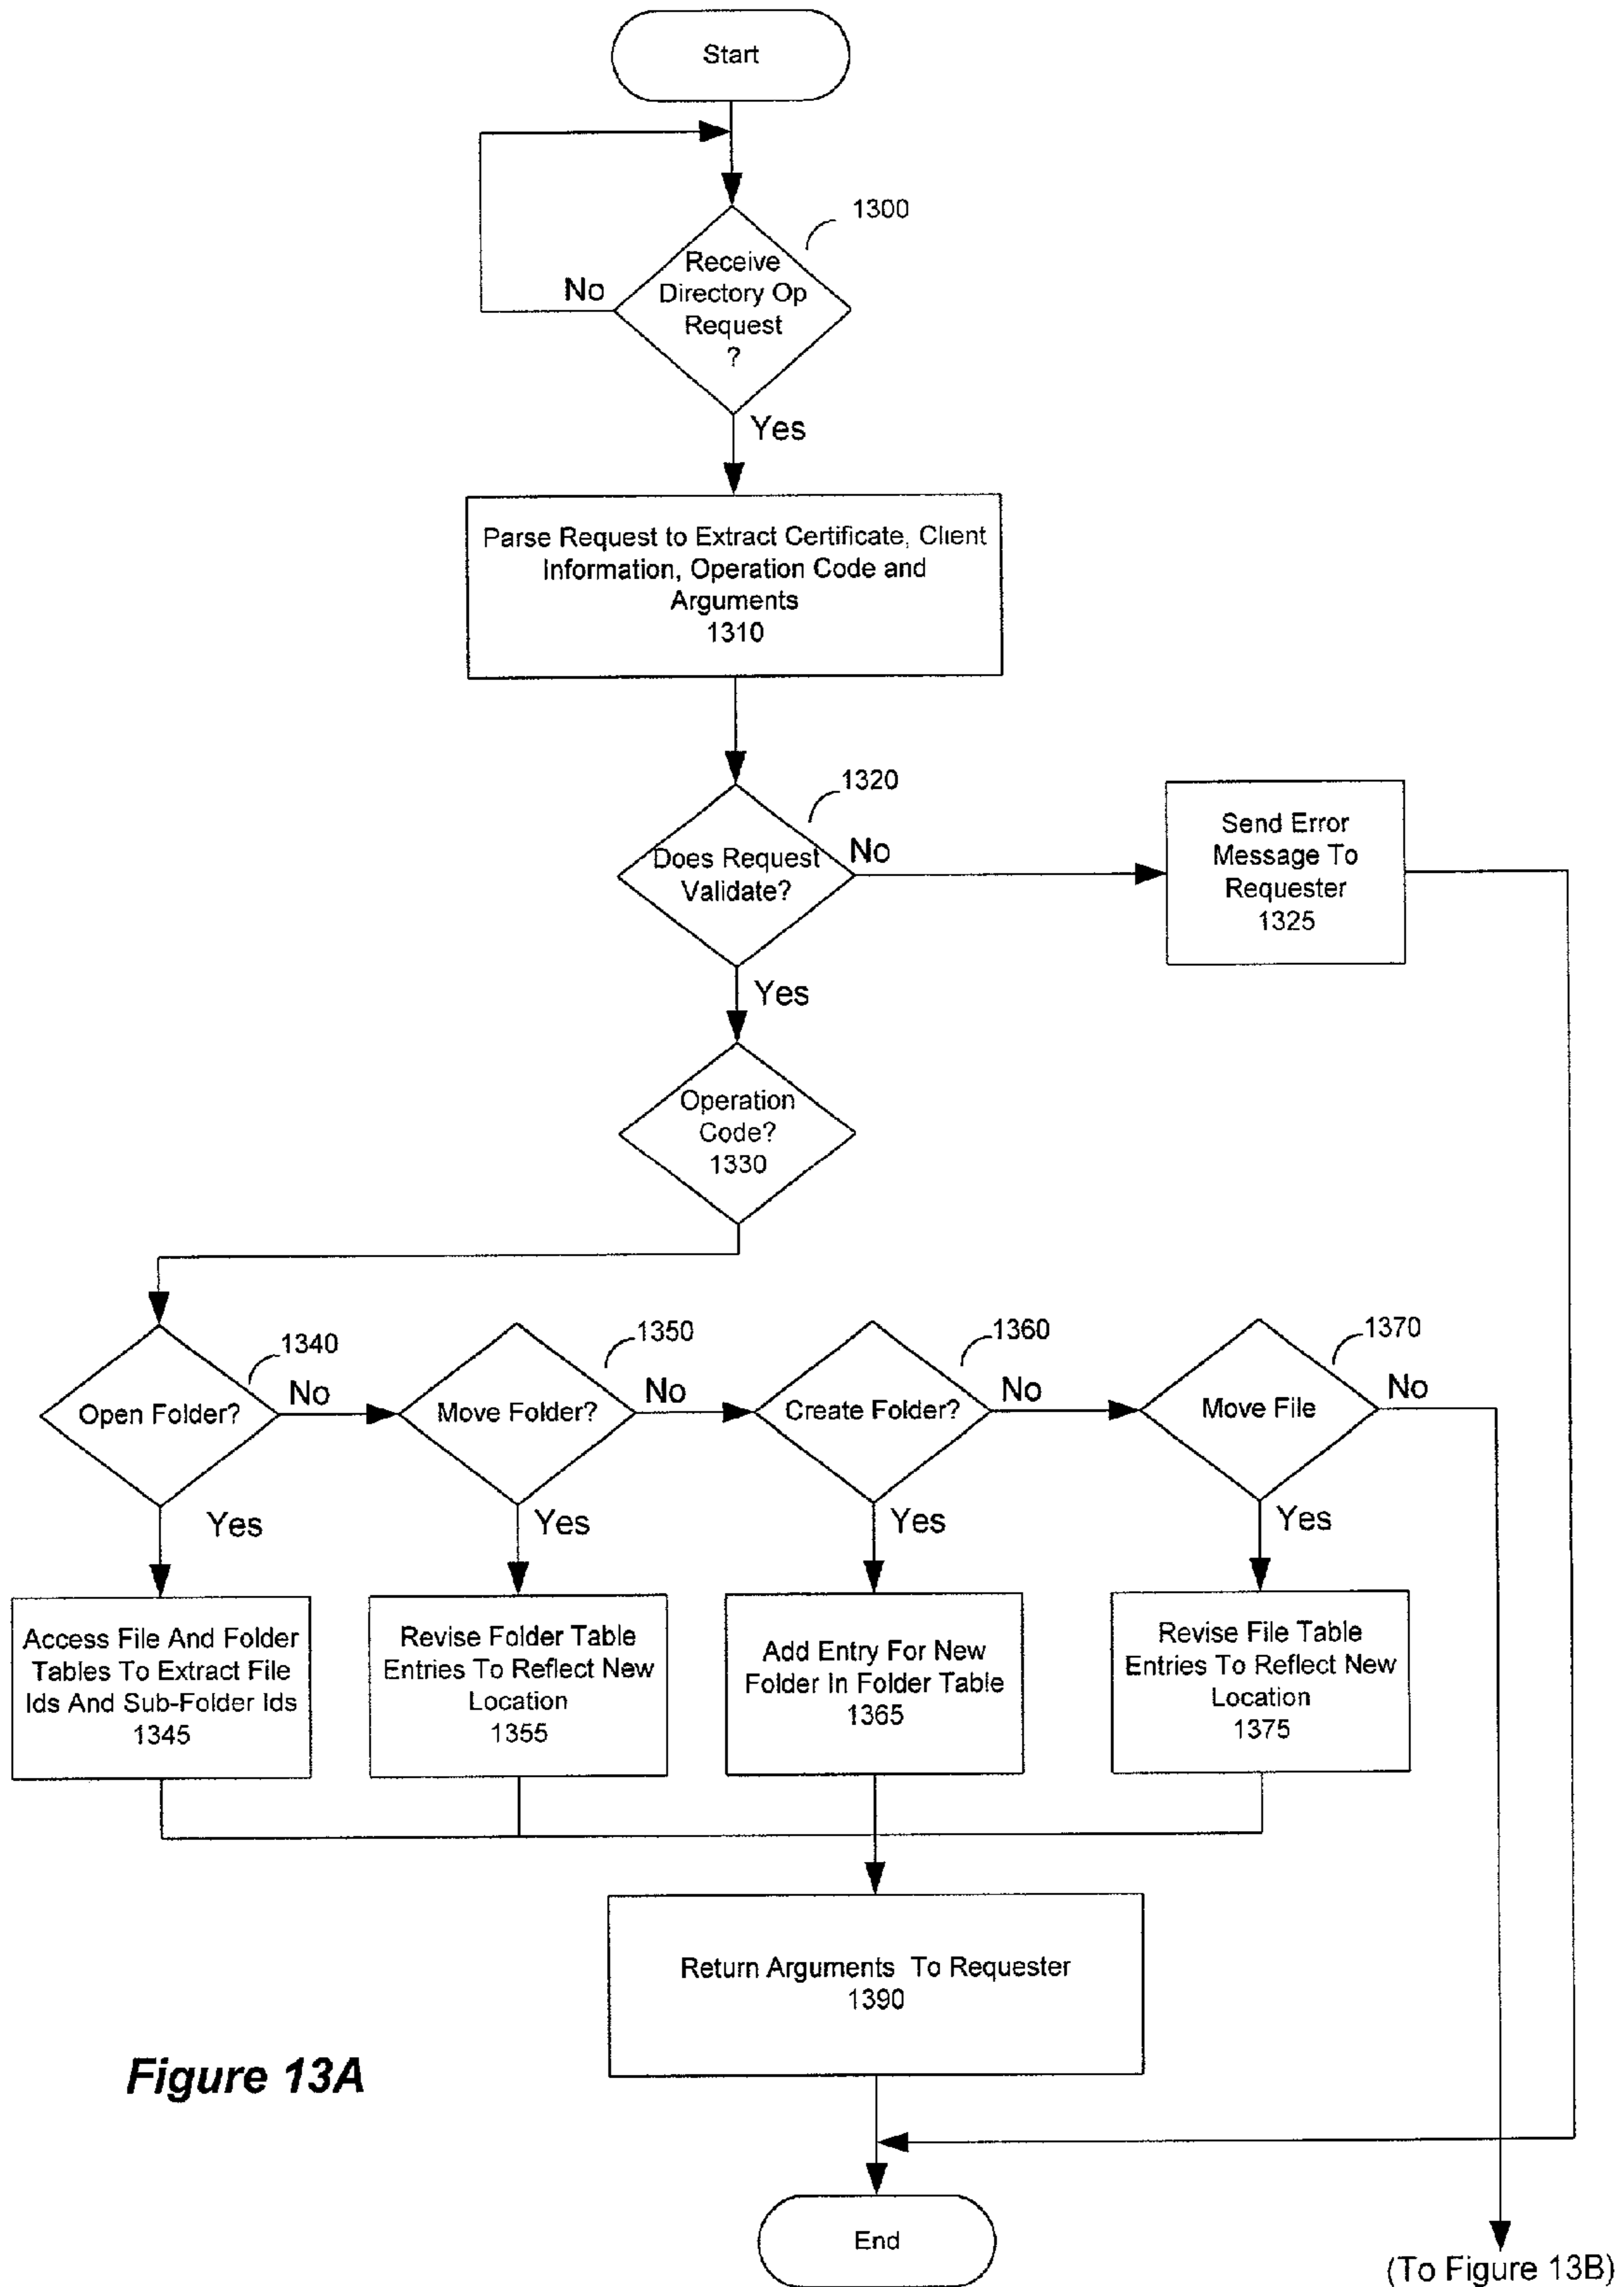 Start
1300
Receive
Directory Op
Request
?
No
Yes
Parse Request to Extract Certificate, Client
Information, Operation Code and
Arguments
1310
1320
Does Request
Validate?
No
Send Error
Message To
Requester
1325
Yes
Operation
Code?
1330
1340
Open Folder?
No
1350
Move Folder?
No
1360
Create Folder?
No
1370
Move File
No
Yes
Yes
Yes
Yes
Access File And Folder
Tables To Extract File
Ids And Sub-Folder Ids
1345
Revise Folder Table
Entries To Reflect New
Location
1355
Add Entry For New
Folder In Folder Table
1365
Revise File Table
Entries To Reflect New
Location
1375
Return Arguments To Requester
1390
Figure 13A
End
(To Figure 13B)